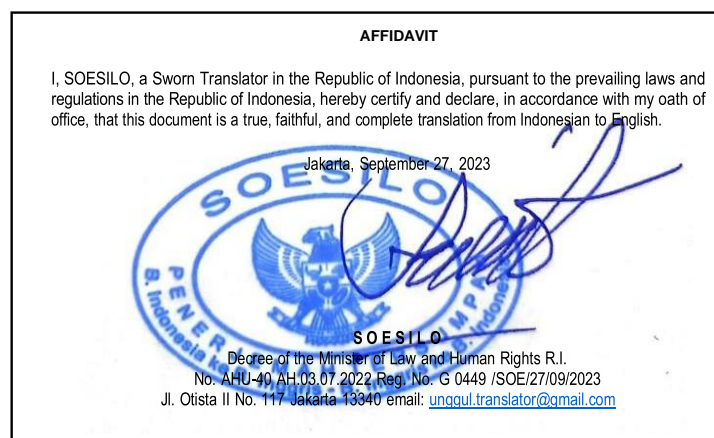 AFFIDAVIT
I, SOESILO, a Sworn Translator in the Republic of Indonesia, pursuant to the prevailing laws and
regulations in the Republic of Indonesia, hereby certify and declare, in accordance with my oath of
office, that this document is a true, faithful, and complete translation from Indonesian to English.
Jakarta, September 27, 2023
SOESILO
B. Indonesia
B. Indonesia
S O E S I L O
Decree of the Minister of Law and Human Rights R.I.
No. AHU-40 AH.03.07.2022 Reg. No. G 0449 /SOE/27/09/2023
Jl. Otista II No. 117 Jakarta 13340 email: unggul.translator@gmail.com